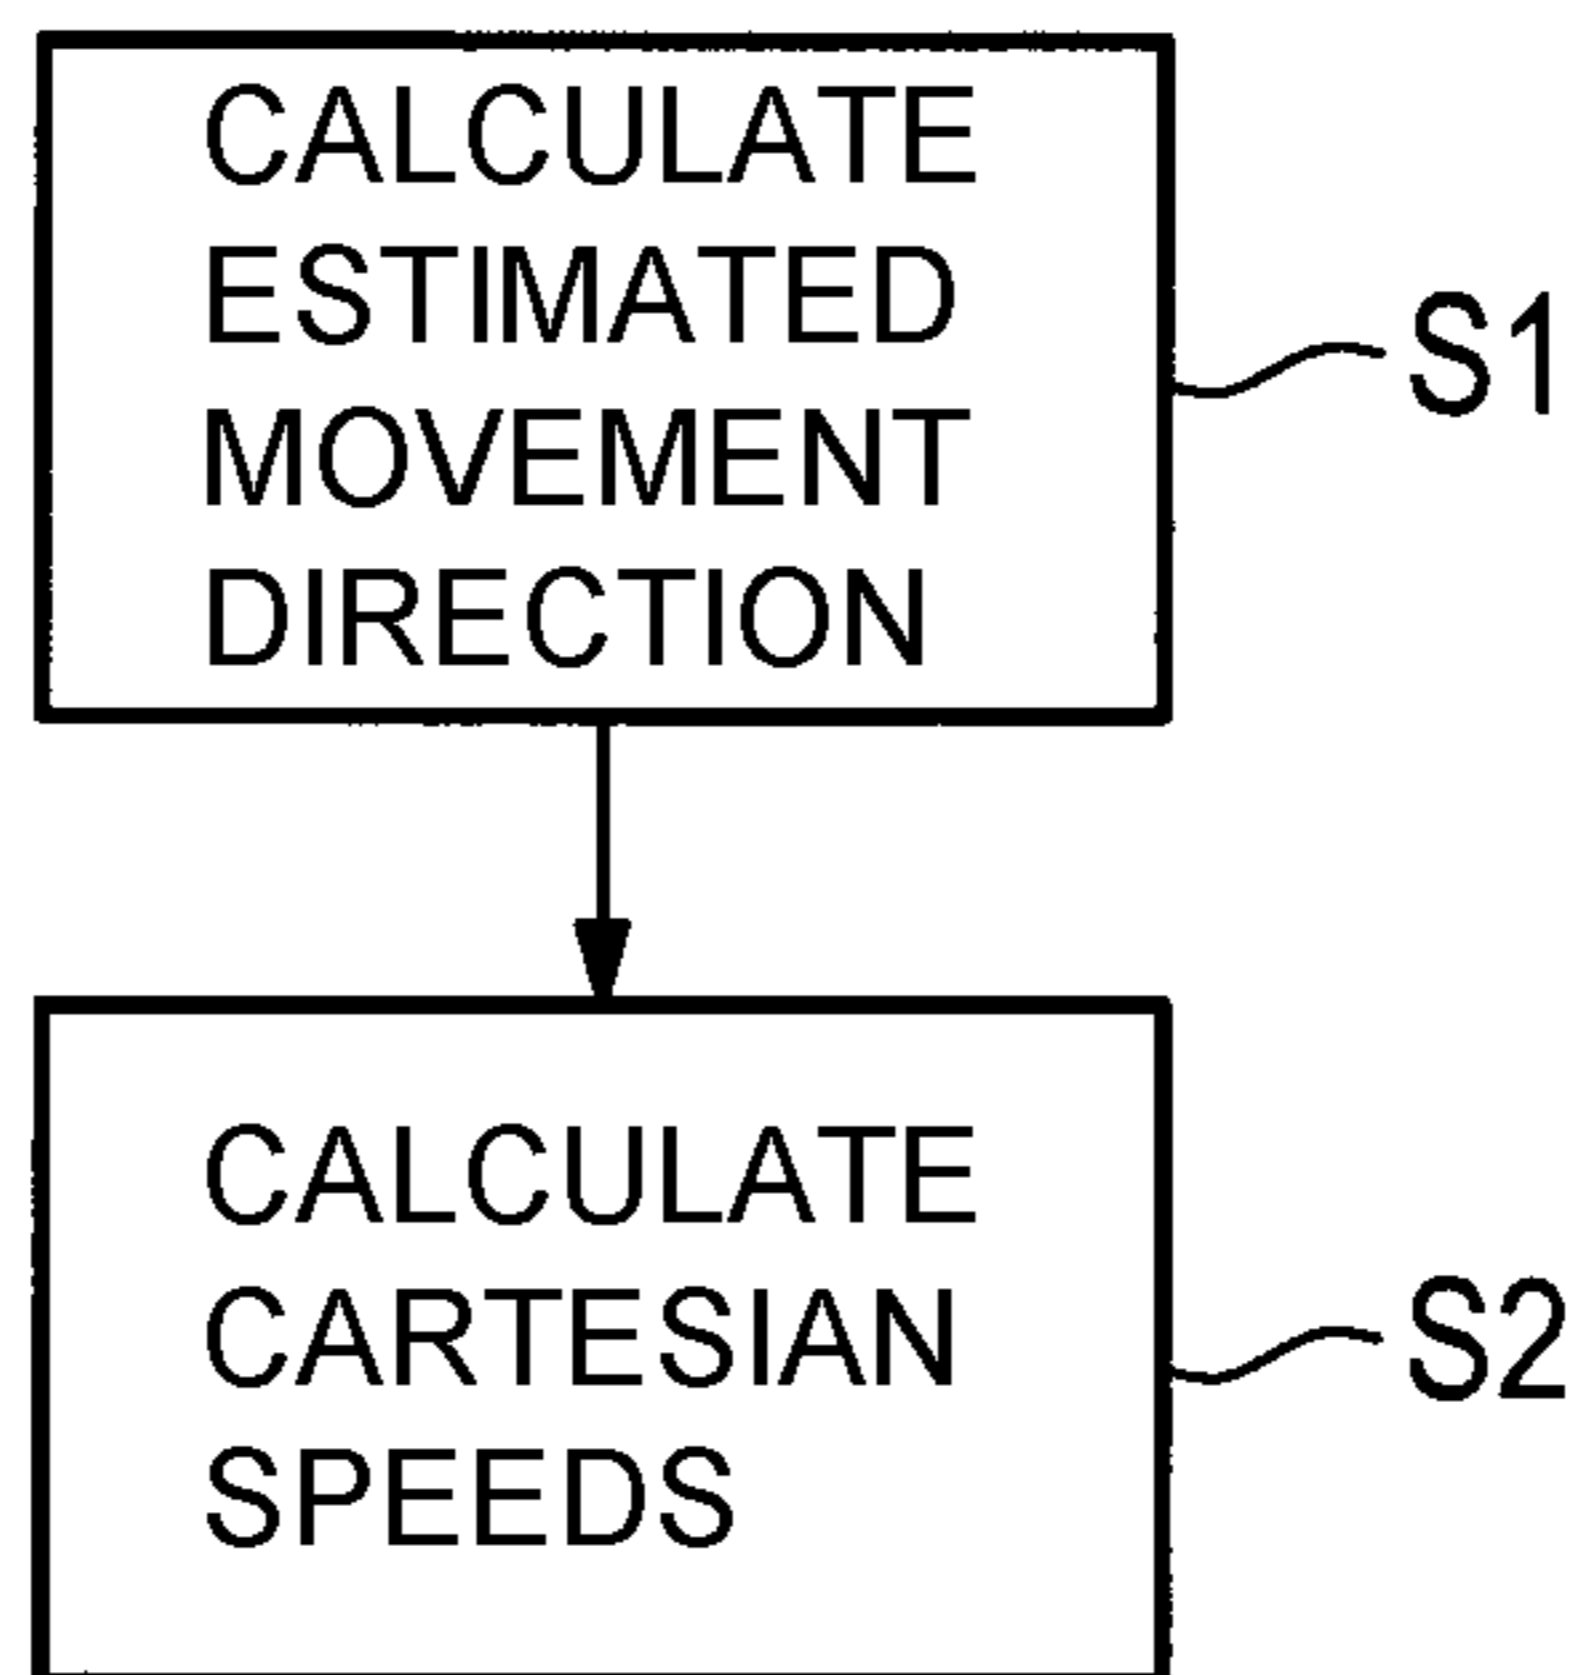 CALCULATE
ESTIMATED
MOVEMENT
DIRECTION
S1
CALCULATE
CARTESIAN
SPEEDS
S2